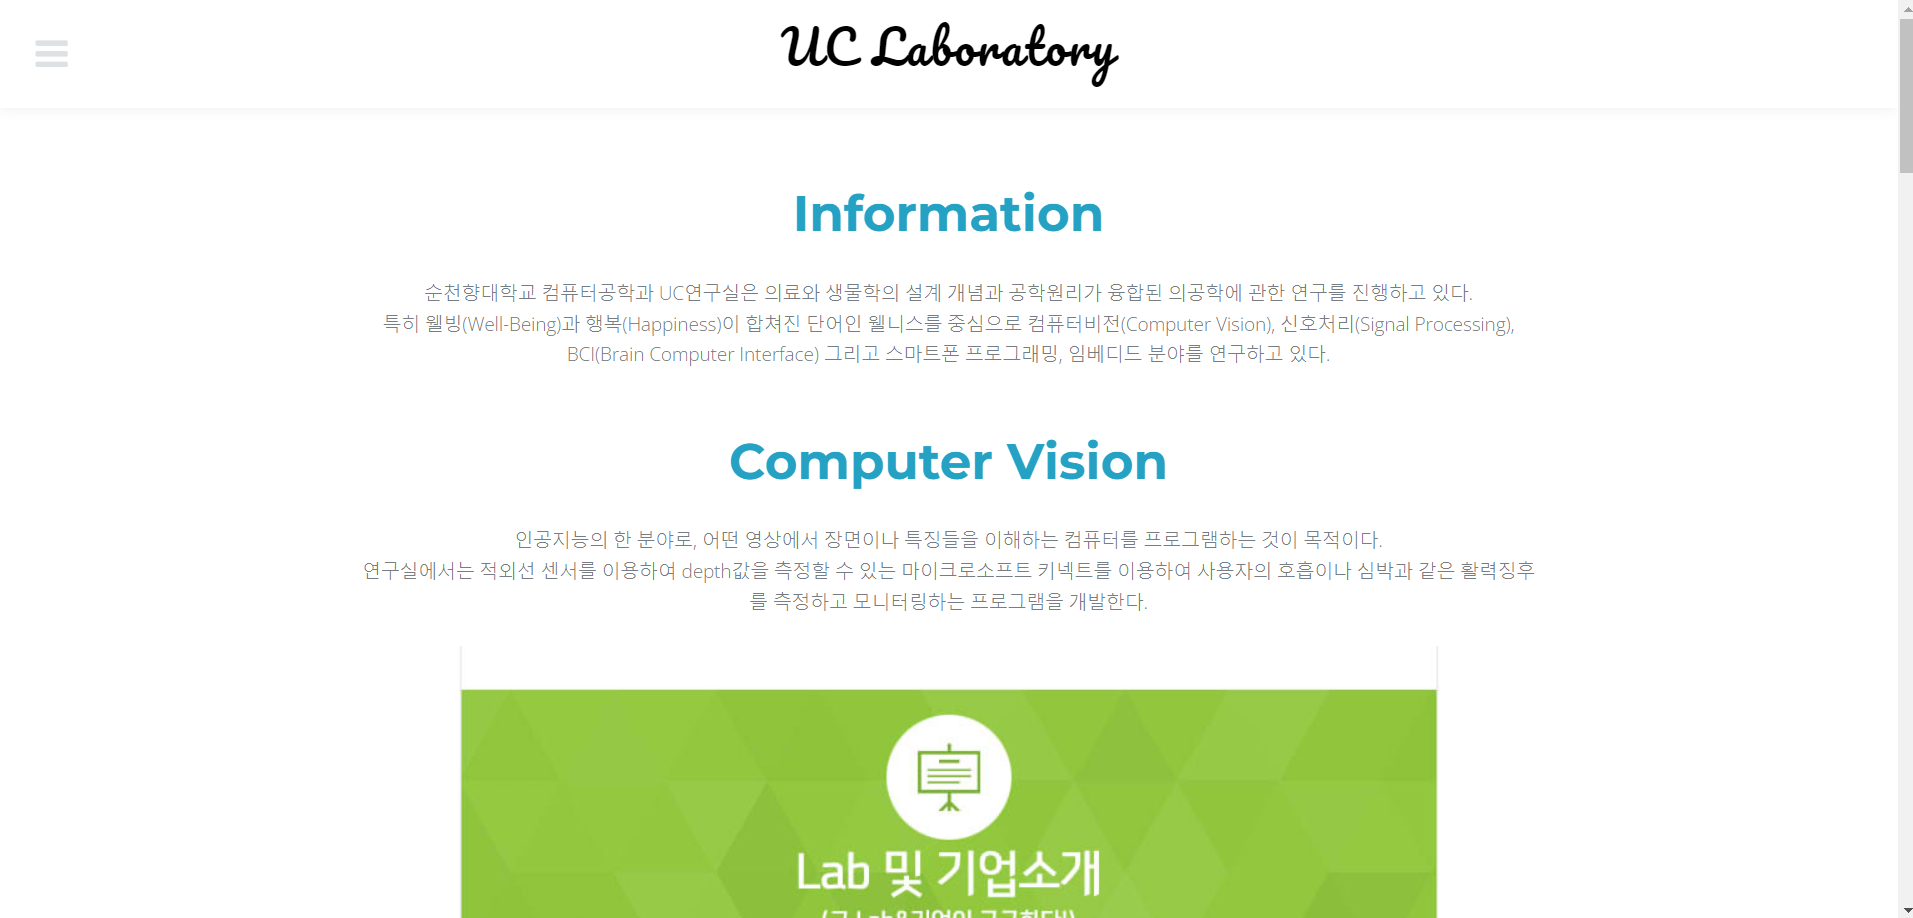 UC Laboratory
Information
순천향대학교 컴퓨터공학과 UC연구실은 의료와 생물학의 설계 개념과 공학원리가 융합된 의공학에 관한 연구를 진행하고 있다.
특히 웰빙(Well-Being)과 행복(Happiness)이 합쳐진 단어인 웰니스를 중심으로 컴퓨터비전(Computer Vision), 신호처리(Signal Processing),
BCI(Brain Computer Interface) 그리고 스마트폰 프로그래밍, 임베디드 분야를 연구하고 있다.
Computer Vision
인공지능의 한 분야로, 어떤 영상에서 장면이나 특징들을 이해하는 컴퓨터를 프로그램하는 것이 목적이다.
연구실에서는 적외선 센서를 이용하여 depth값을 측정할 수 있는 마이크로소프트 키넥트를 이용하여 사용자의 호흡이나 심박과 같은 활력징후
를 측정하고 모니터링하는 프로그램을 개발한다.
Lab 및 기업소개